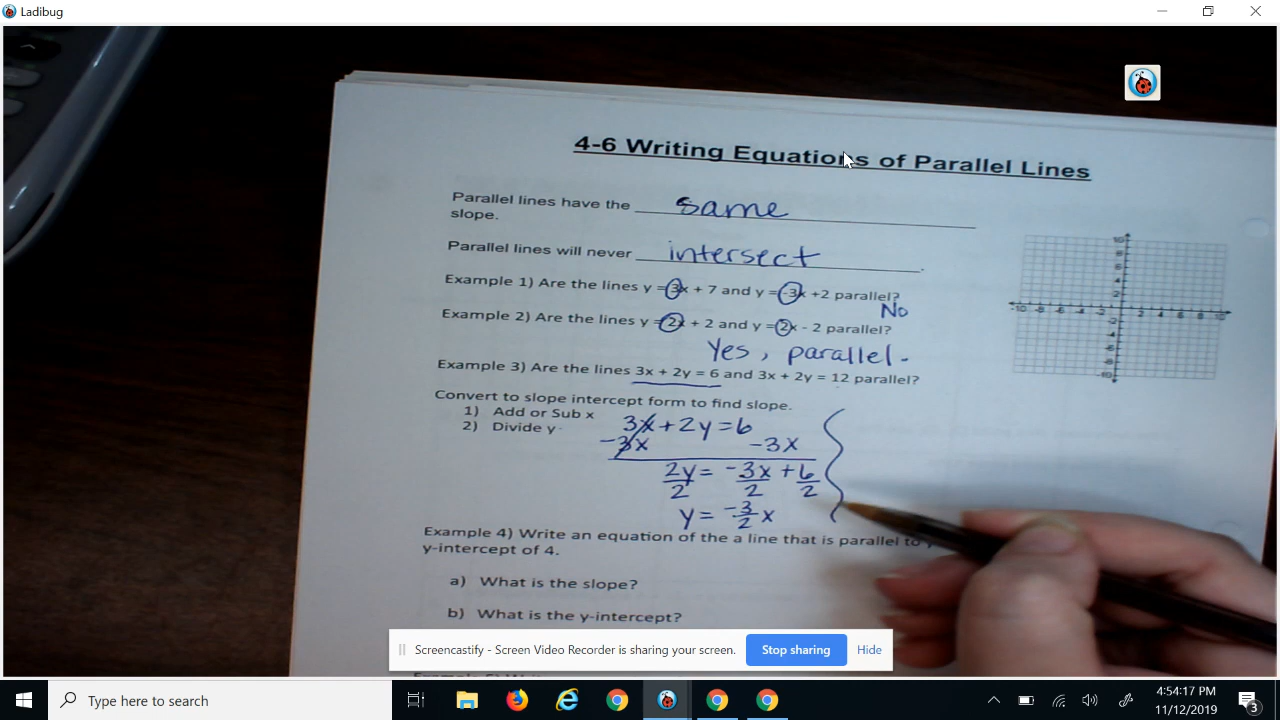 Ladibug
4-6 Writing Equations of Parallel Lines
Parallel lines have the same
slope.
Parallel lines will never intersect.
Example 1) Are the lines y = 3x + 7 and y = -3x +2 parallel?
No
Example 2) Are the lines y = 2x + 2 and y = 2x - 2 parallel?
Yes, parallel.
Example 3) Are the lines 3x + 2y = 6 and 3x + 2y = 12 parallel?
Convert to slope intercept form to find slope.
1) Add or Sub x
2) Divide y
3x + 2y = 6
-3x -3x
2y = -3x + 6
2 2 2
y = -3/2 x
Example 4) Write an equation of the a line that is parallel to
y-intercept of 4.
a) What is the slope?
b) What is the y-intercept?
Screencastify - Screen Video Recorder is sharing your screen. Stop sharing Hide
Type here to search
4:54:17 PM
11/12/2019
3